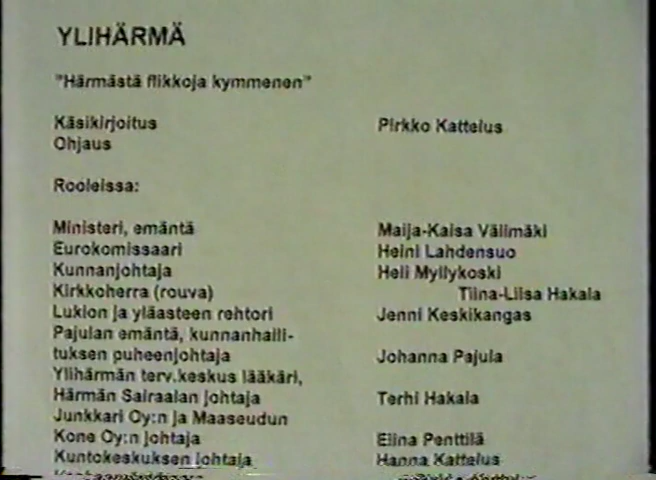 YLIHÄRMÄ
"Härmästä flikkoja kymmenen"
Käsikirjoitus Pirkko Kattelus
Ohjaus
Rooleissa:
Ministeri, emäntä Maija-Kaisa Välimäki
Eurokomissaari Heini Lahdensuo
Kunnanjohtaja Heli Myllykoski
Kirkkoherra (rouva) Tiina-Liisa Hakala
Lukion ja yläasteen rehtori Jenni Keskikangas
Pajulan emäntä, kunnanhalli-
tuksen puheenjohtaja Johanna Pajula
Ylihärmän terv.keskus lääkäri,
Härmän Sairaalan johtaja Terhi Hakala
Junkkari Oy:n ja Maaseudun
Kone Oy:n johtaja Elina Penttilä
Kuntokeskuksen johtaja Hanna Kattelus